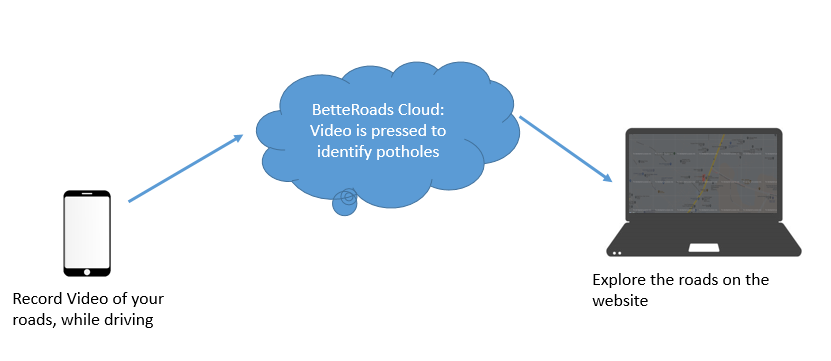 BetteRoads Cloud:
Video is pressed to
identify potholes
Record Video of your
roads, while driving
Explore the roads on the
website